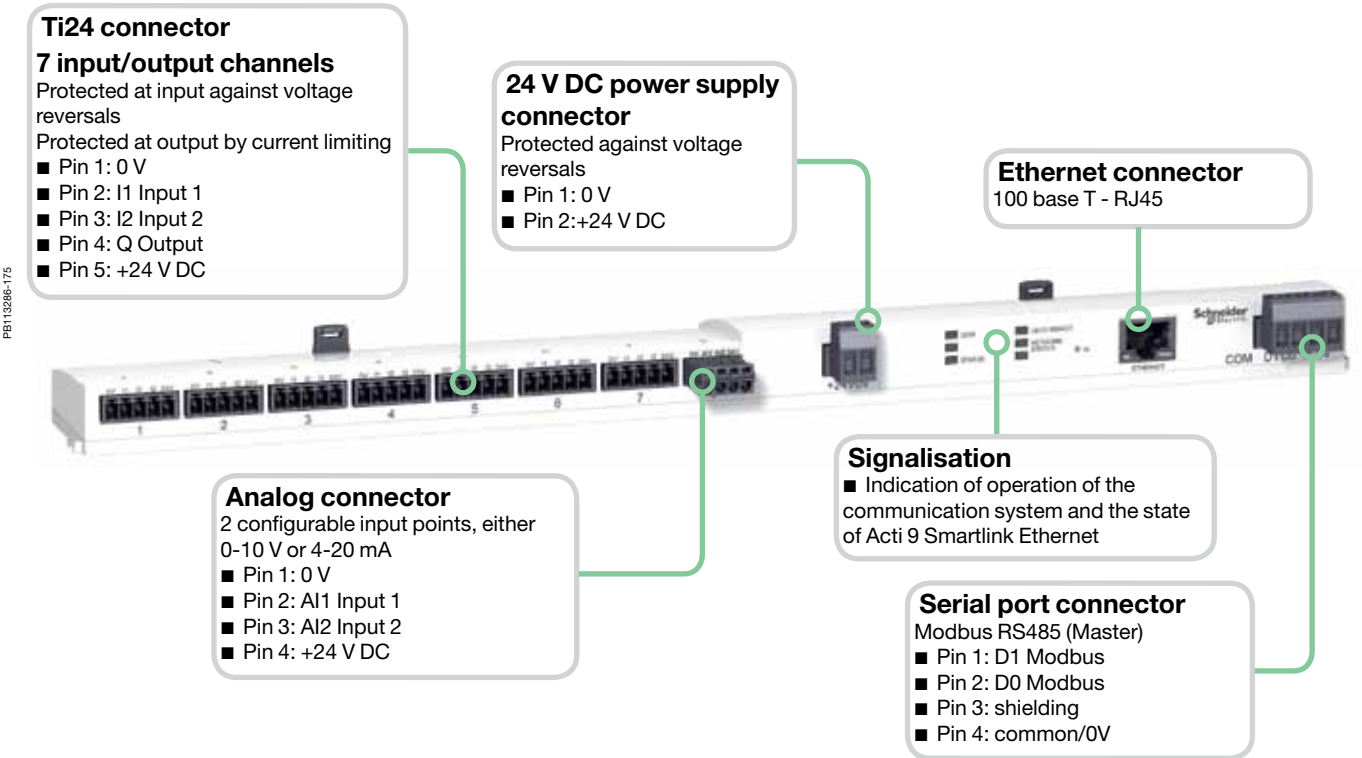 Ti24 connector
7 input/output channels
Protected at input against voltage
reversals
Protected at output by current limiting
■ Pin 1: 0 V
■ Pin 2: I1 Input 1
■ Pin 3: I2 Input 2
■ Pin 4: Q Output
■ Pin 5: +24 V DC
24 V DC power supply
connector
Protected against voltage
reversals
■ Pin 1: 0 V
■ Pin 2:+24 V DC
Ethernet connector
100 base T - RJ45
PB113286-175
Schneider
Electric
COM
ETHERNET
1
2
3
4
5
6
7
Analog connector
2 configurable input points, either
0-10 V or 4-20 mA
■ Pin 1: 0 V
■ Pin 2: AI1 Input 1
■ Pin 3: AI2 Input 2
■ Pin 4: +24 V DC
Signalisation
■ Indication of operation of the
communication system and the state
of Acti 9 Smartlink Ethernet
Serial port connector
Modbus RS485 (Master)
■ Pin 1: D1 Modbus
■ Pin 2: D0 Modbus
■ Pin 3: shielding
■ Pin 4: common/0V